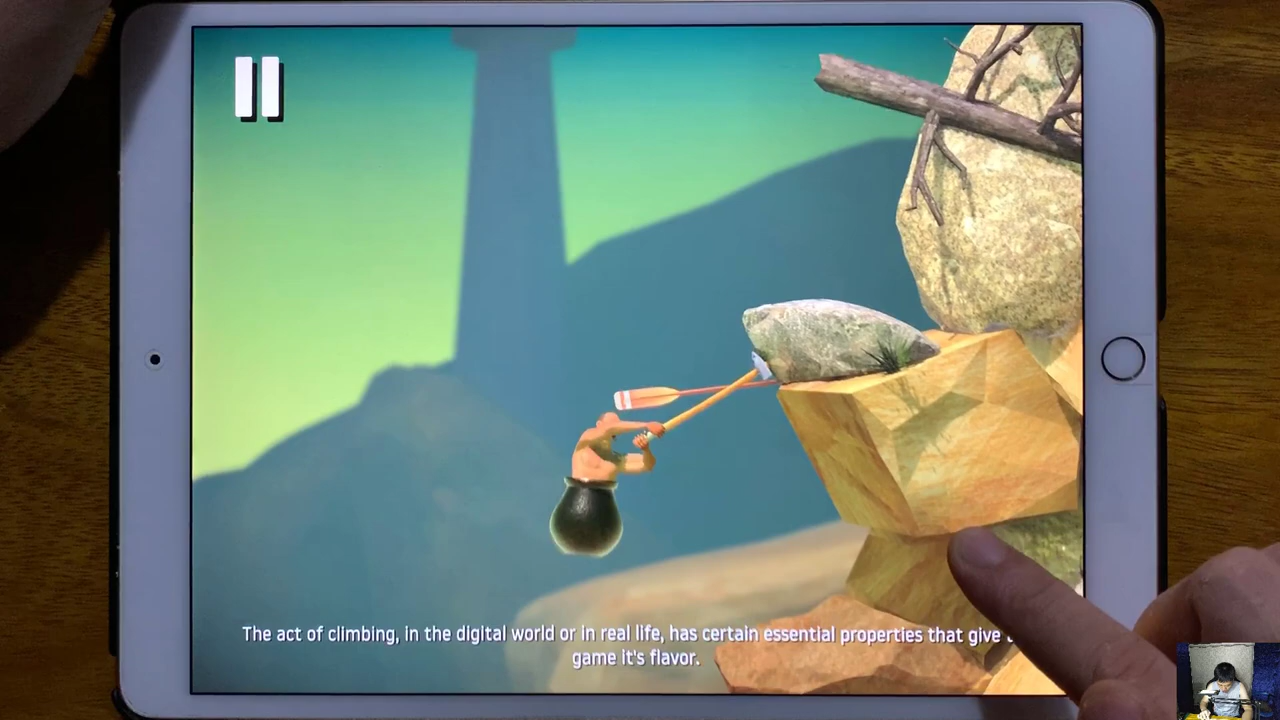 The act of climbing, in the digital world or in real life, has certain essential properties that give
game it's flavor.